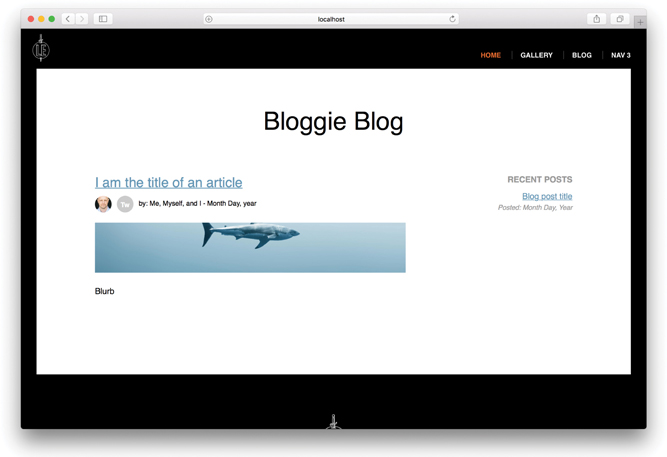 localhost
HOME
GALLERY
BLOG
NAV 3
Bloggie Blog
I am the title of an article
Tw
by: Me, Myself, and I - Month Day, year
Blurb
RECENT POSTS
Blog post title
Posted: Month Day, Year